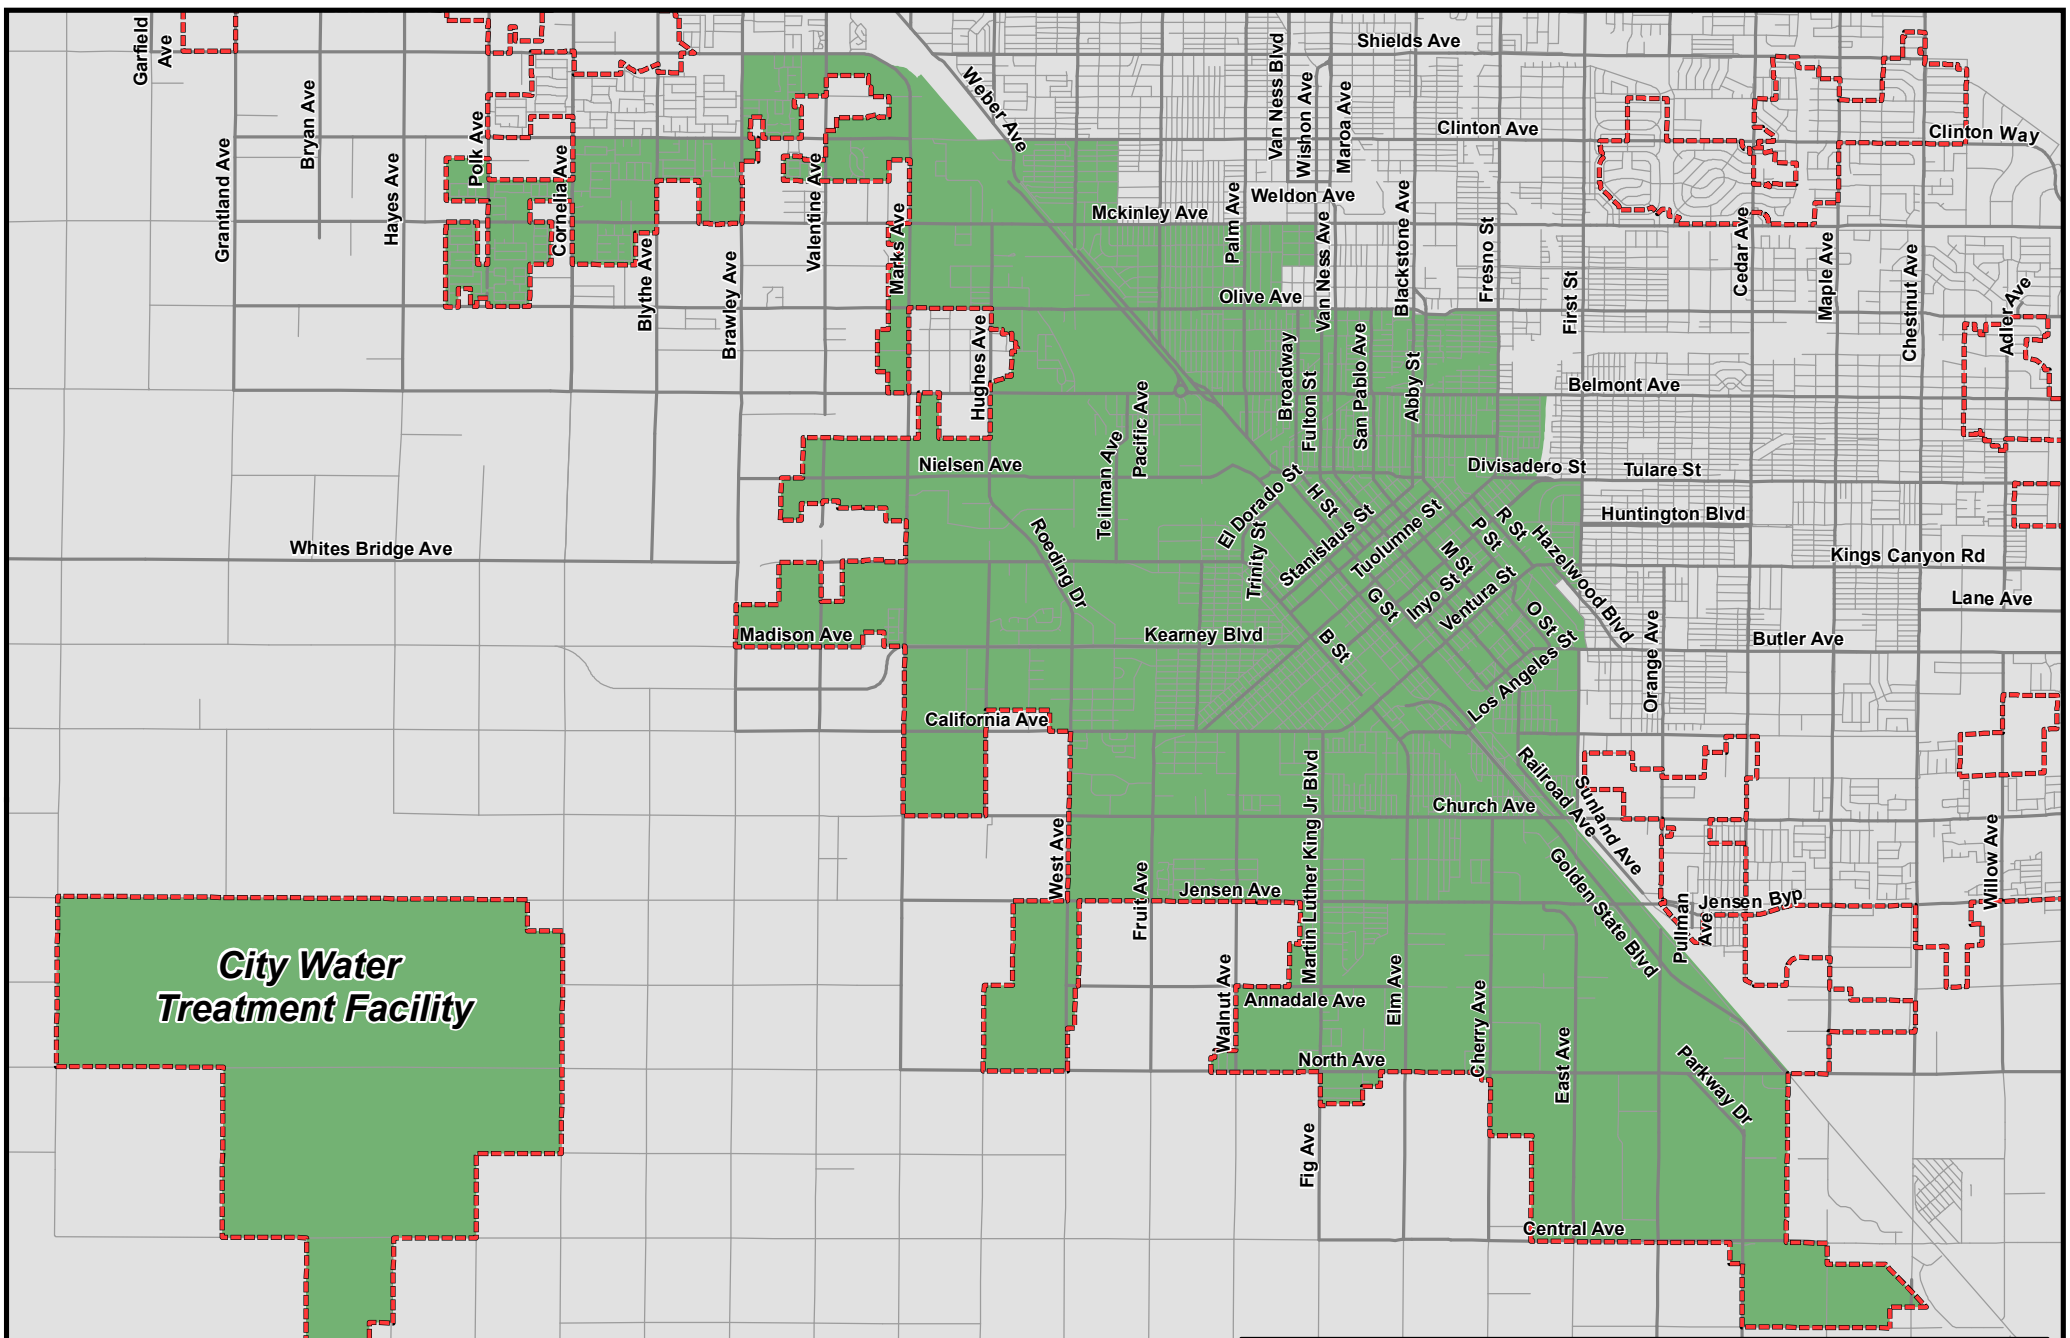 Garfield
Ave
Shields Ave
Van Ness Blvd
Wishon Ave
Maroa Ave
Weber Ave
Bryan Ave
Polk Ave
Clinton Ave
Clinton Way
Grantland Ave
Hayes Ave
Cornelia Ave
Valentine Ave
Marks Ave
Mckinley Ave
Palm Ave
Weldon Ave
Van Ness Ave
Blackstone Ave
Fresno St
First St
Cedar Ave
Maple Ave
Chestnut Ave
Adler Ave
Blythe Ave
Brawley Ave
Olive Ave
Hughes Ave
Broadway
Fulton St
San Pablo Ave
Abby St
Belmont Ave
Pacific Ave
Teilman Ave
Nielsen Ave
Divisadero St
Tulare St
El Dorado St
H St
Trinity St
Stanislaus St
Tuolumne St
R St
P St
M St
Hazelwood Blvd
Huntington Blvd
Whites Bridge Ave
Roeding Dr
Kings Canyon Rd
G St
Inyo St
Ventura St
O St
Lane Ave
Madison Ave
Kearney Blvd
B St
Los Angeles St
Orange Ave
Butler Ave
California Ave
Martin Luther King Jr Blvd
Railroad Ave
Sunland Ave
Church Ave
West Ave
Fruit Ave
Jensen Ave
Golden State Blvd
Pullman
Ave
Jensen Byp
Willow Ave
City Water
Treatment Facility
Walnut Ave
Annadale Ave
Elm Ave
Cherry Ave
North Ave
East Ave
Parkway Dr
Fig Ave
Central Ave